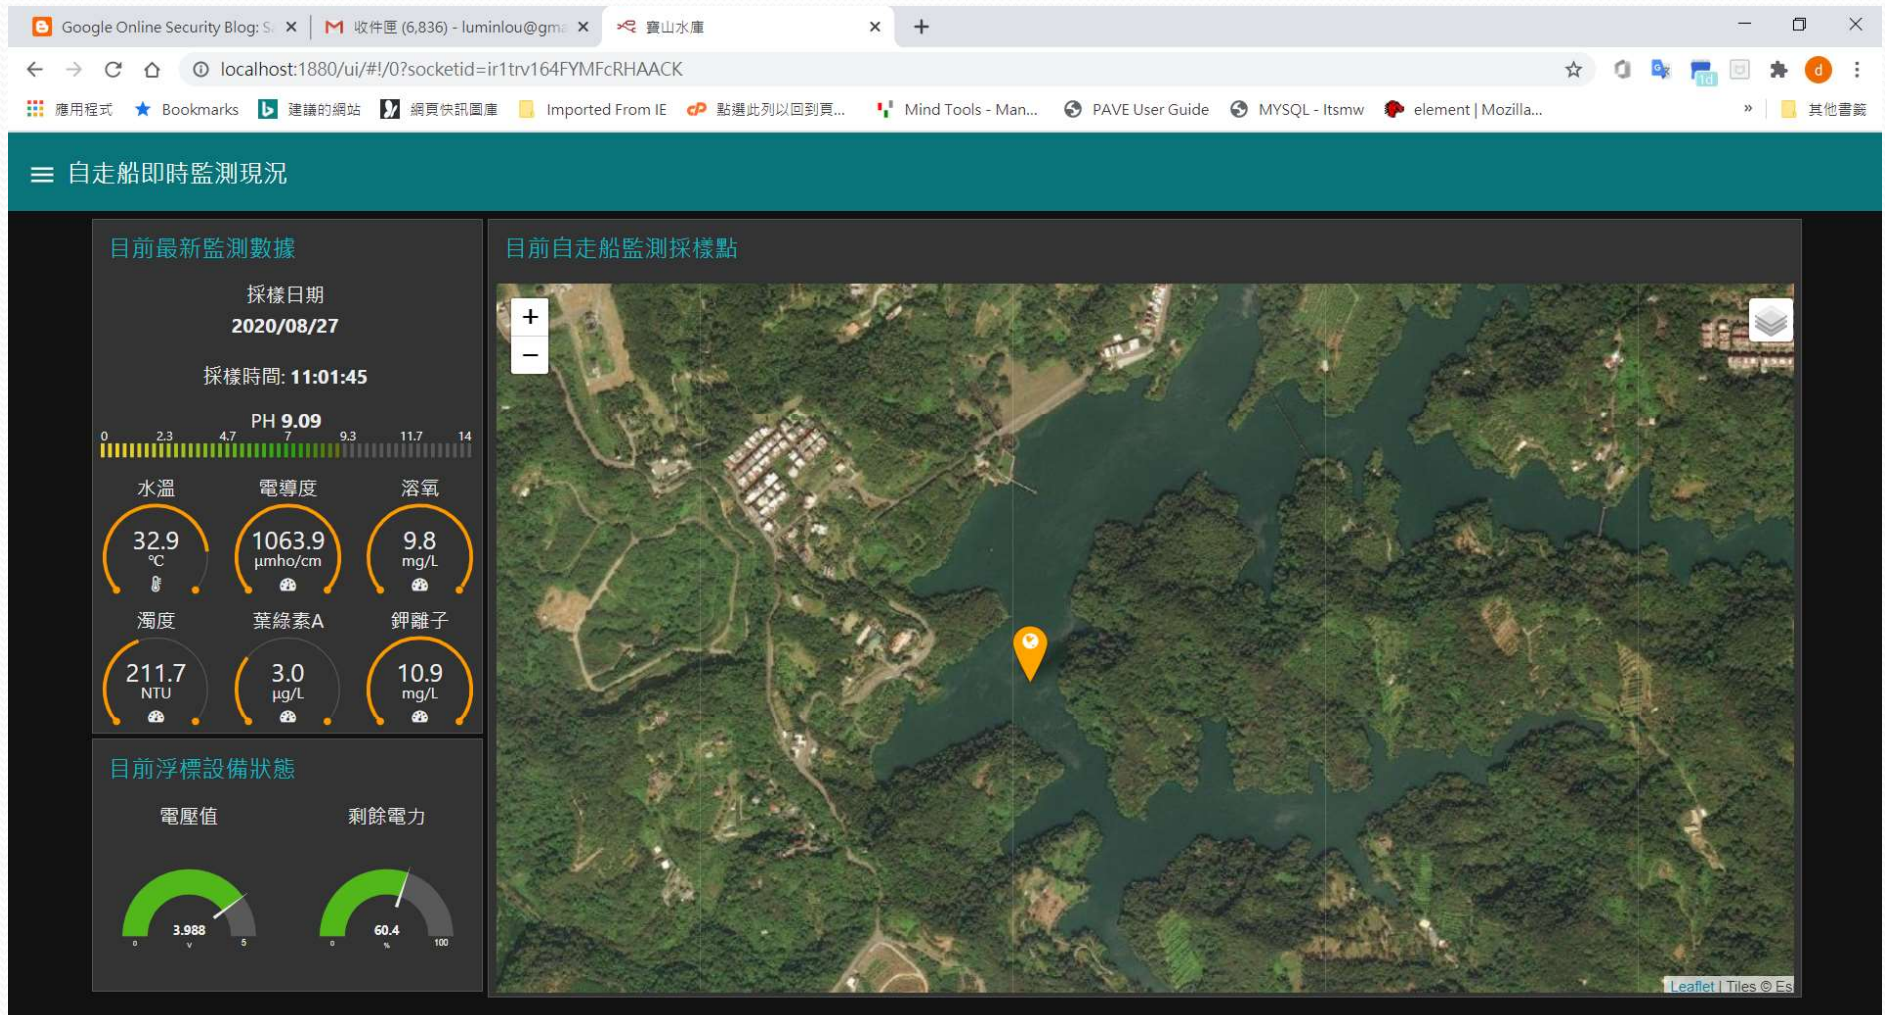 Google Online Security Blog: S
收件匣 (6,836) - luminlou@gma
寶山水庫
localhost:1880/ui/#!/0?socketid=ir1trv164FYMFcRHAACK
1d
d
應用程式
Bookmarks
建議的網站
網頁快訊圖庫
Imported From IE
點選此列以回到頁...
Mind Tools - Man...
PAVE User Guide
MYSQL - Itsmw
element | Mozilla...
»
其他書籤
自走船即時監測現況
目前最新監測數據
採樣日期
2020/08/27
採樣時間: 11:01:45
PH 9.09
0 2.3 4.7 7 9.3 11.7 14
水溫 電導度 溶氧
32.9 1063.9 9.8
°C µmho/cm mg/L
濁度 葉綠素A 鉀離子
211.7 3.0 10.9
NTU µg/L mg/L
目前浮標設備狀態
電壓值 剩餘電力
3.988 60.4
0 V 5 0 % 100
目前自走船監測採樣點
+
−
Leaflet | Tiles © Es